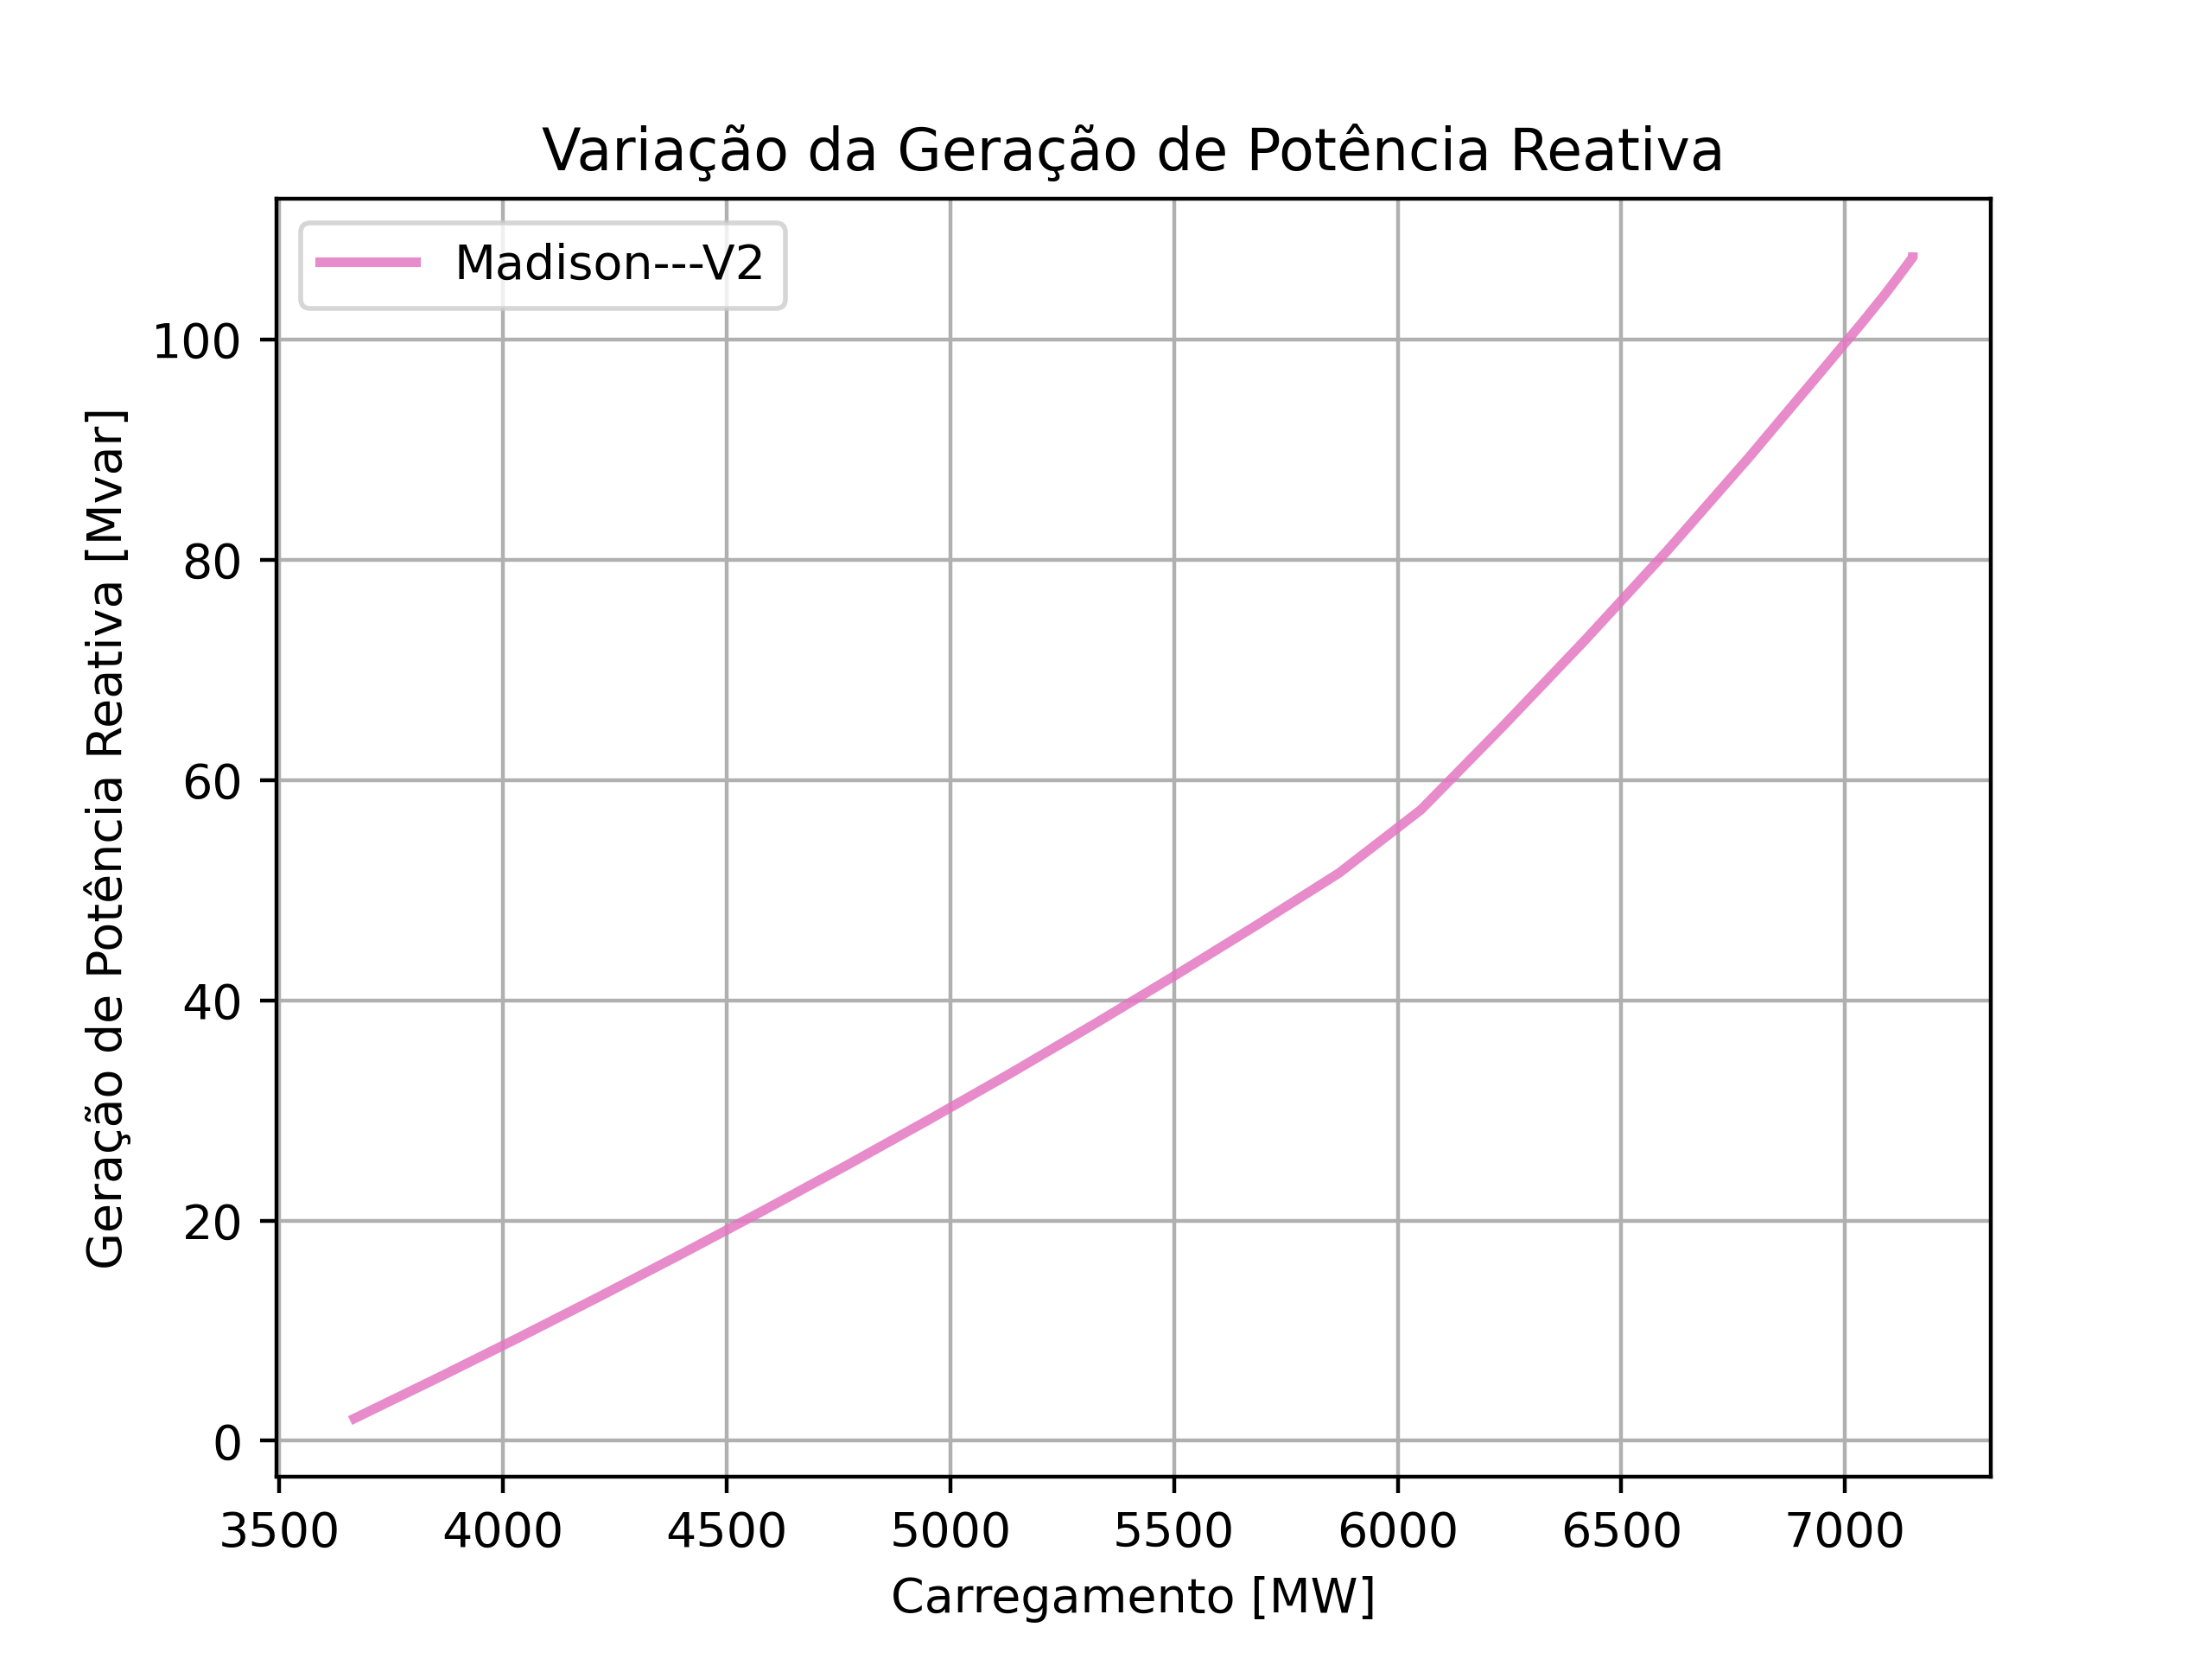 Variação da Geração de Potência Reativa
Madison---V2
Geração de Potência Reativa [Mvar]
100
80
60
40
20
0
3500 4000 4500 5000 5500 6000 6500 7000
Carregamento [MW]